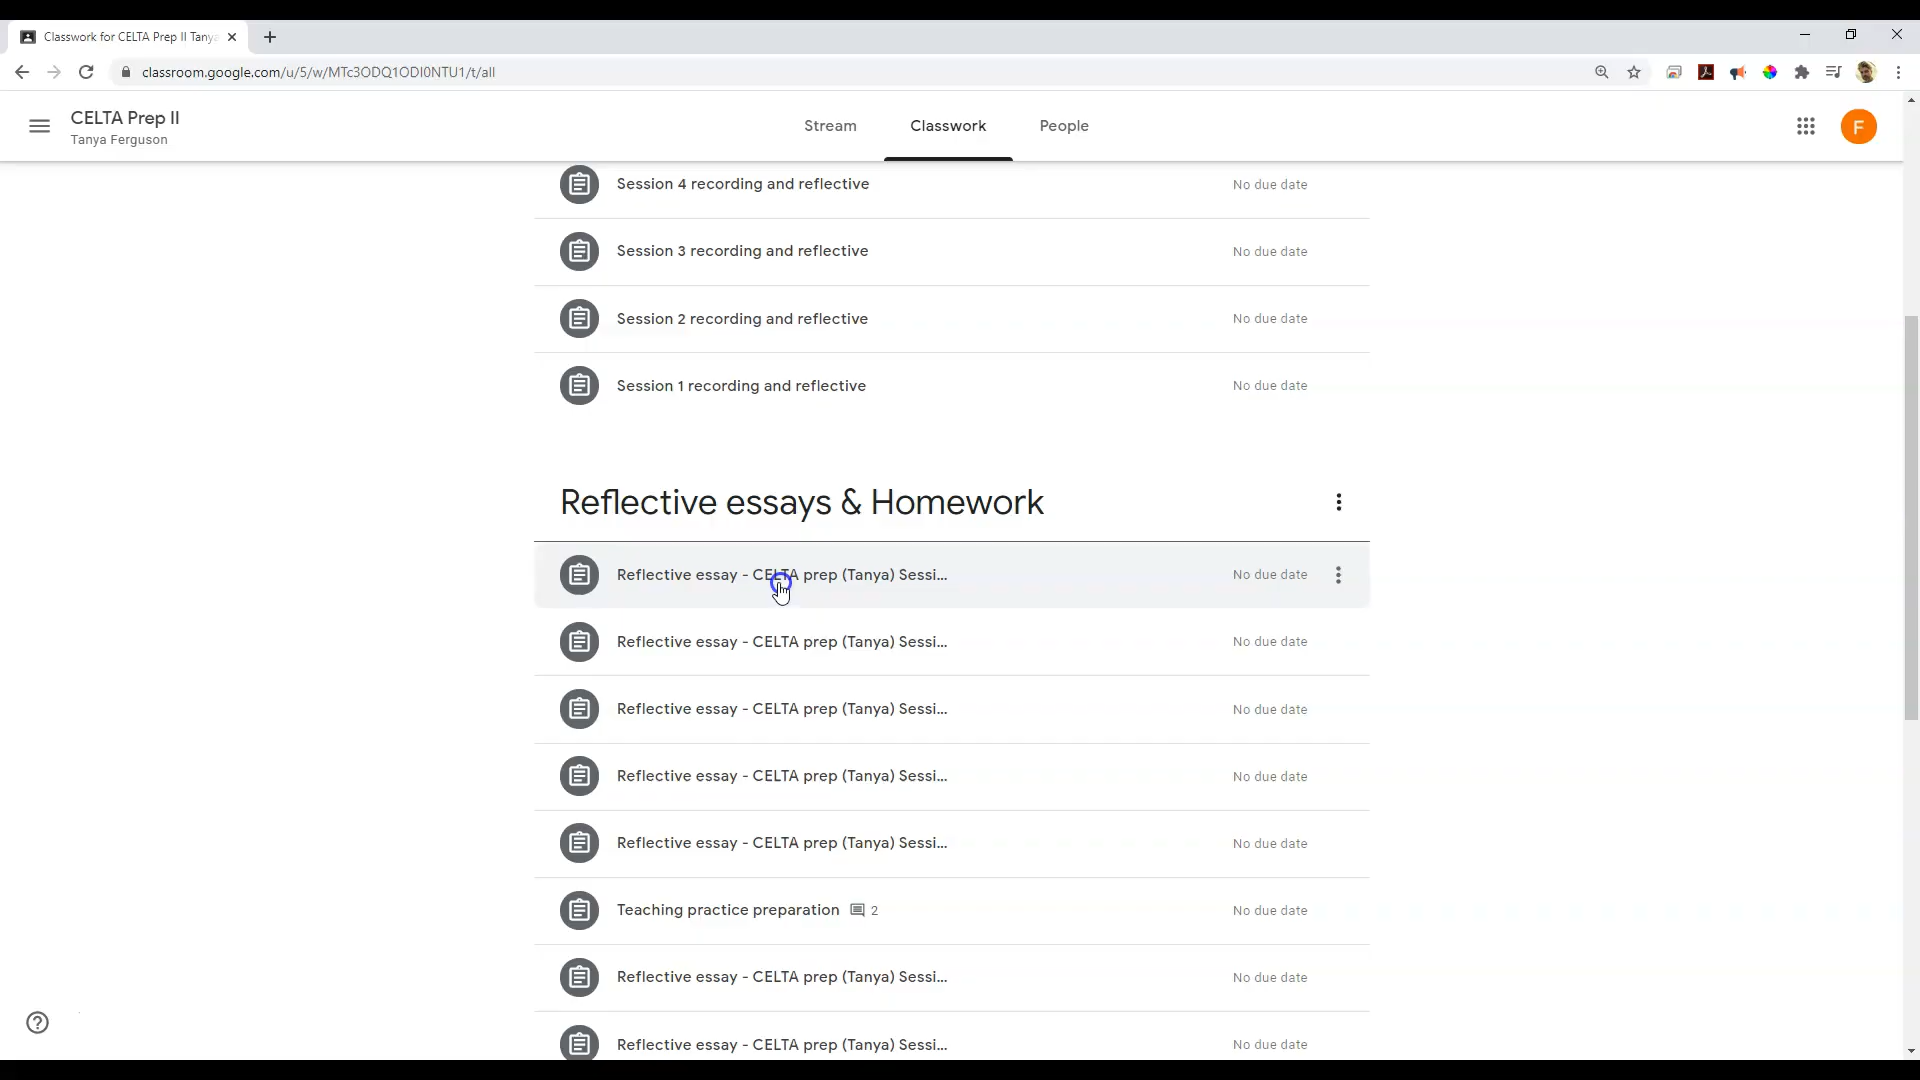 Classwork for CELTA Prep II Tanya
classroom.google.com/u/5/w/MTc3ODQ1ODI0NTU1/t/all
CELTA Prep II
Tanya Ferguson
Stream
Classwork
People
F
Session 4 recording and reflective No due date
Session 3 recording and reflective No due date
Session 2 recording and reflective No due date
Session 1 recording and reflective No due date
Reflective essays & Homework
Reflective essay - CELTA prep (Tanya) Sessi... No due date
Reflective essay - CELTA prep (Tanya) Sessi... No due date
Reflective essay - CELTA prep (Tanya) Sessi... No due date
Reflective essay - CELTA prep (Tanya) Sessi... No due date
Reflective essay - CELTA prep (Tanya) Sessi... No due date
Teaching practice preparation 2 No due date
Reflective essay - CELTA prep (Tanya) Sessi... No due date
Reflective essay - CELTA prep (Tanya) Sessi... No due date